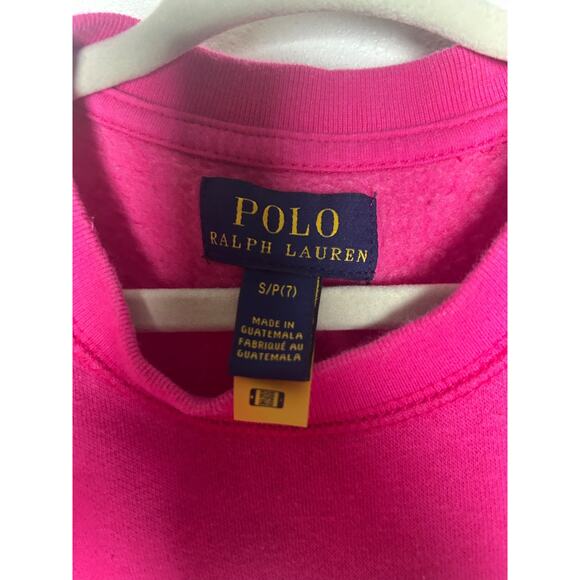 POLO
RALPH LAUREN
S/P(7)
MADE IN
GUATEMALA
FABRIQUÉ AU
GUATEMALA